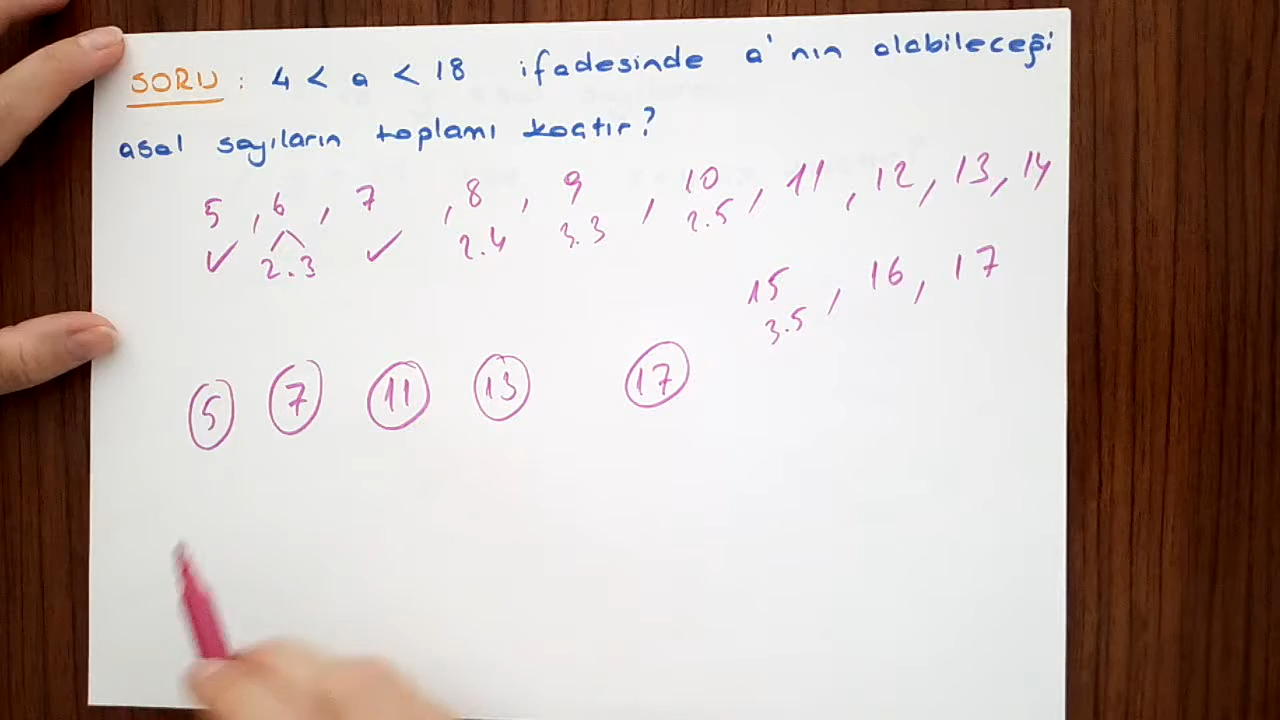 SORU : 4 < a < 18 ifadesinde a'nın alabileceği
asal sayıların toplamı kaçtır?
5 , 6 , 7 , 8 , 9 , 10 , 11 , 12 , 13 , 14
✓ 2.3 ✓ 2.4 3.3 2.5
15 , 16 , 17
3.5
5 7 11 13 17